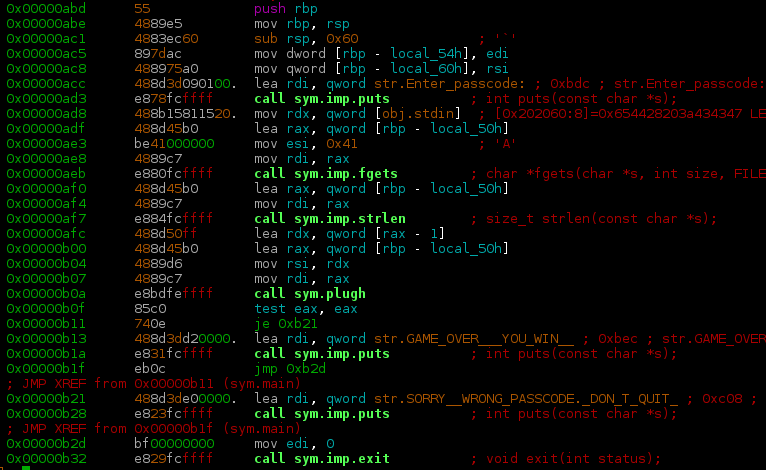 0x00000abd 55 push rbp
0x00000abe 4889e5 mov rbp, rsp
0x00000ac1 4883ec60 sub rsp, 0x60 ; '`'
0x00000ac5 897dac mov dword [rbp - local_54h], edi
0x00000ac8 488975a0 mov qword [rbp - local_60h], rsi
0x00000acc 488d3d090100. lea rdi, qword str.Enter_passcode: ; 0xbdc ; str.Enter_passcode:
0x00000ad3 e878fcffff call sym.imp.puts ; int puts(const char *s);
0x00000ad8 488b15811520. mov rdx, qword [obj.stdin] ; [0x202060:8]=0x654428203a434347 LE
0x00000adf 488d45b0 lea rax, qword [rbp - local_50h]
0x00000ae3 be41000000 mov esi, 0x41 ; 'A'
0x00000ae8 4889c7 mov rdi, rax
0x00000aeb e880fcffff call sym.imp.fgets ; char *fgets(char *s, int size, FILE
0x00000af0 488d45b0 lea rax, qword [rbp - local_50h]
0x00000af4 4889c7 mov rdi, rax
0x00000af7 e884fcffff call sym.imp.strlen ; size_t strlen(const char *s);
0x00000afc 488d50ff lea rdx, qword [rax - 1]
0x00000b00 488d45b0 lea rax, qword [rbp - local_50h]
0x00000b04 4889d6 mov rsi, rdx
0x00000b07 4889c7 mov rdi, rax
0x00000b0a e8bdfeffff call sym.plugh
0x00000b0f 85c0 test eax, eax
0x00000b11 740e je 0xb21
0x00000b13 488d3dd20000. lea rdi, qword str.GAME_OVER___YOU_WIN__ ; 0xbec ; str.GAME_OVER
0x00000b1a e831fcffff call sym.imp.puts ; int puts(const char *s);
0x00000b1f eb0c jmp 0xb2d
; JMP XREF from 0x00000b11 (sym.main)
0x00000b21 488d3de00000. lea rdi, qword str.SORRY__WRONG_PASSCODE._DON_T_QUIT_ ; 0xc08 ;
0x00000b28 e823fcffff call sym.imp.puts ; int puts(const char *s);
; JMP XREF from 0x00000b1f (sym.main)
0x00000b2d bf00000000 mov edi, 0
0x00000b32 e829fcffff call sym.imp.exit ; void exit(int status);